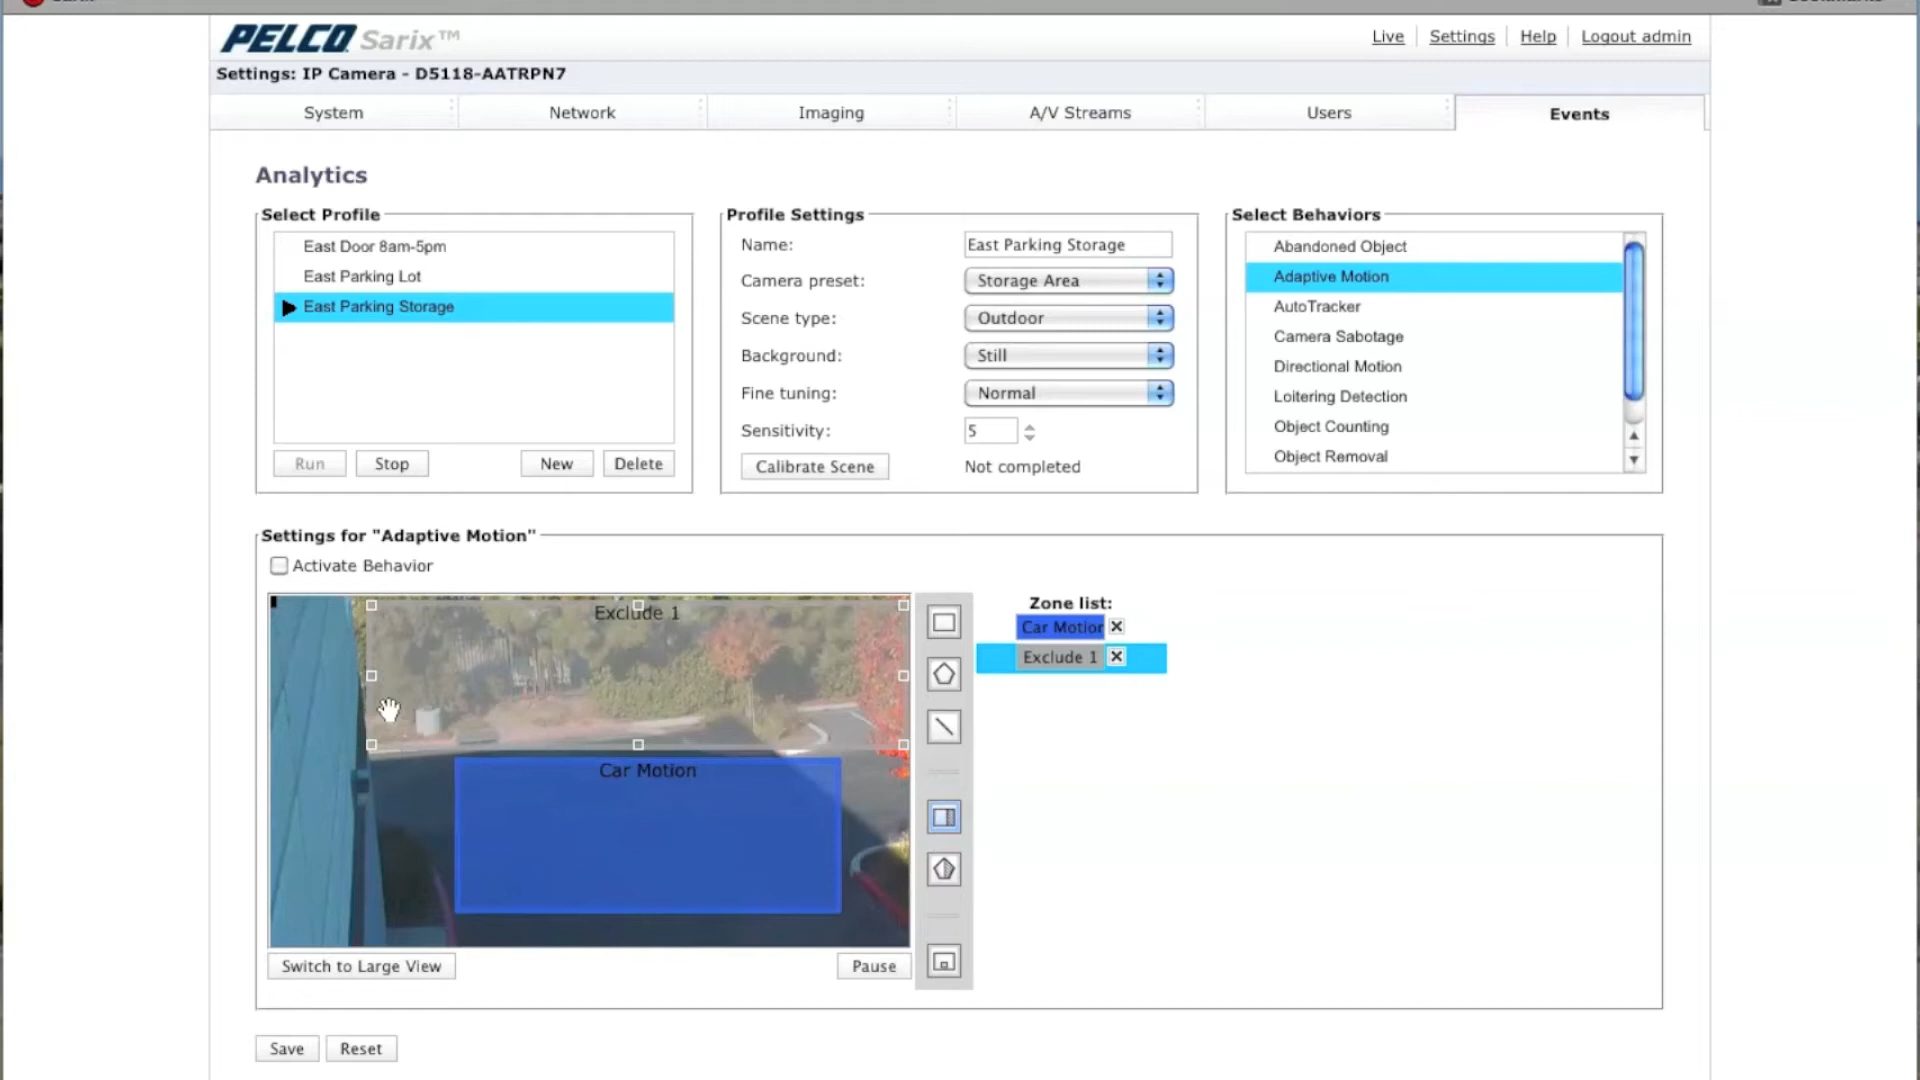 PELCO Sarix™
Live Settings Help Logout admin
Settings: IP Camera - D5118-AATRPN7
System Network Imaging A/V Streams Users Events
Analytics
Select Profile
East Door 8am-5pm
East Parking Lot
East Parking Storage
Run Stop New Delete
Profile Settings
Name: East Parking Storage
Camera preset: Storage Area
Scene type: Outdoor
Background: Still
Fine tuning: Normal
Sensitivity: 5
Calibrate Scene Not completed
Select Behaviors
Abandoned Object
Adaptive Motion
AutoTracker
Camera Sabotage
Directional Motion
Loitering Detection
Object Counting
Object Removal
Settings for "Adaptive Motion"
Activate Behavior
Exclude 1
Car Motion
Switch to Large View Pause
Zone list:
Car Motion
Exclude 1
Save Reset